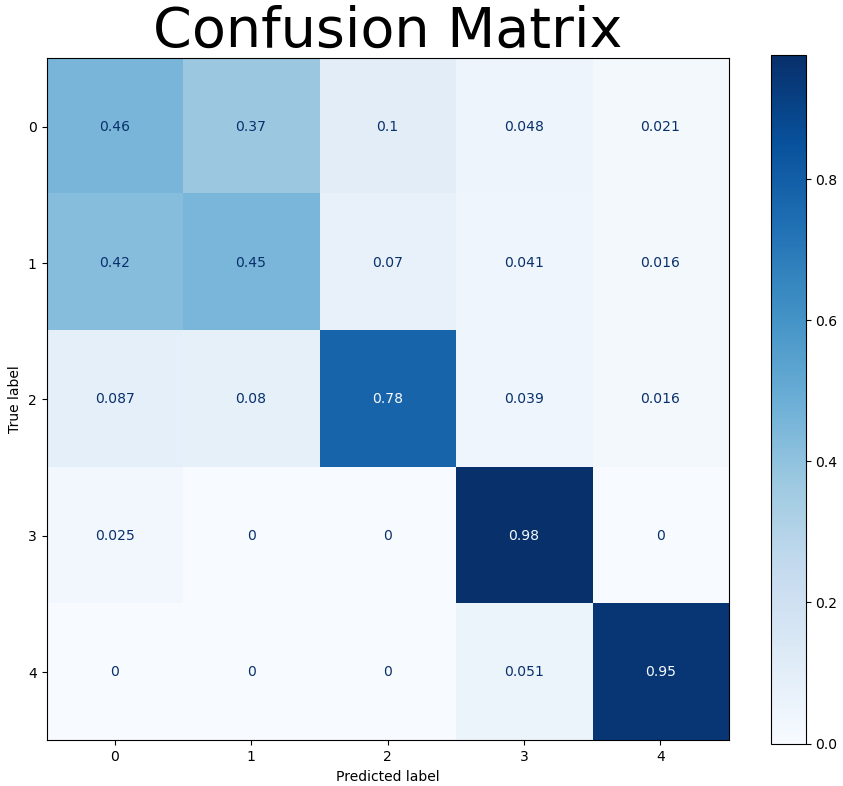 Confusion Matrix
0 0.46 0.37 0.1 0.048 0.021
0.8
1 0.42 0.45 0.07 0.041 0.016
0.6
True label
2 0.087 0.08 0.78 0.039 0.016
0.4
3 0.025 0 0 0.98 0
0.2
4 0 0 0 0.051 0.95
0.0
0 1 2 3 4
Predicted label